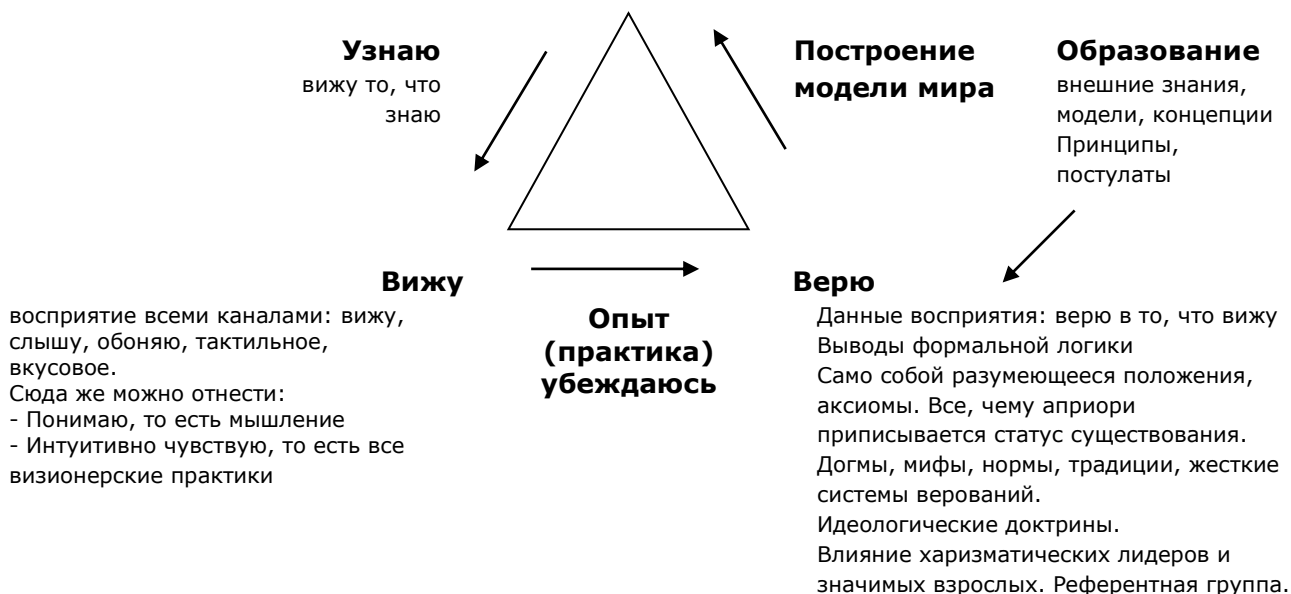 Узнаю
вижу то, что
знаю
Построение
модели мира
Образование
внешние знания,
модели, концепции
Принципы,
постулаты
Вижу
восприятие всеми каналами: вижу,
слышу, обоняю, тактильное,
вкусовое.
Сюда же можно отнести:
- Понимаю, то есть мышление
- Интуитивно чувствую, то есть все
визионерские практики
Опыт
(практика)
убеждаюсь
Верю
Данные восприятия: верю в то, что вижу
Выводы формальной логики
Само собой разумеющееся положения,
аксиомы. Все, чему априори
приписывается статус существования.
Догмы, мифы, нормы, традиции, жесткие
системы верований.
Идеологические доктрины.
Влияние харизматических лидеров и
значимых взрослых. Референтная группа.